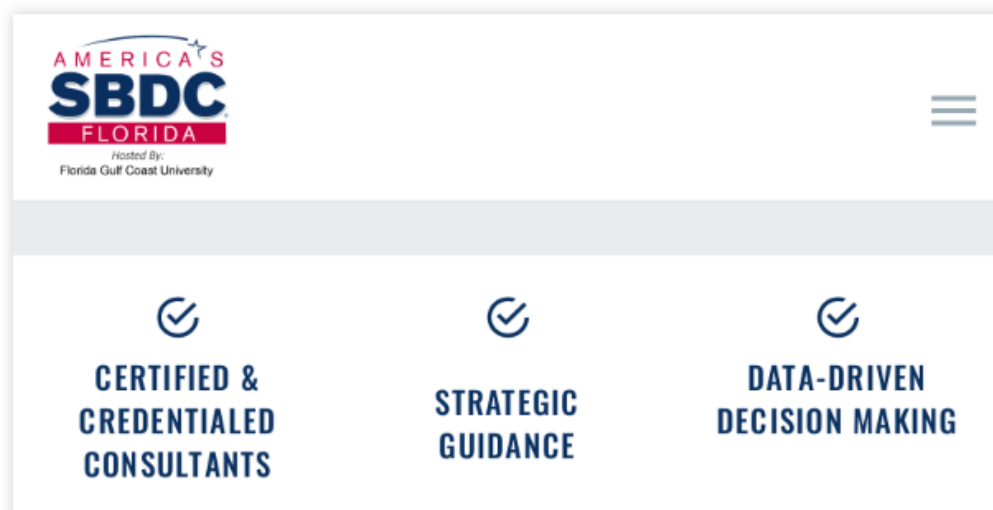 AMERICA'S
SBDC
FLORIDA
Hosted By:
Florida Gulf Coast University
CERTIFIED &
CREDENTIALED
CONSULTANTS
STRATEGIC
GUIDANCE
DATA-DRIVEN
DECISION MAKING